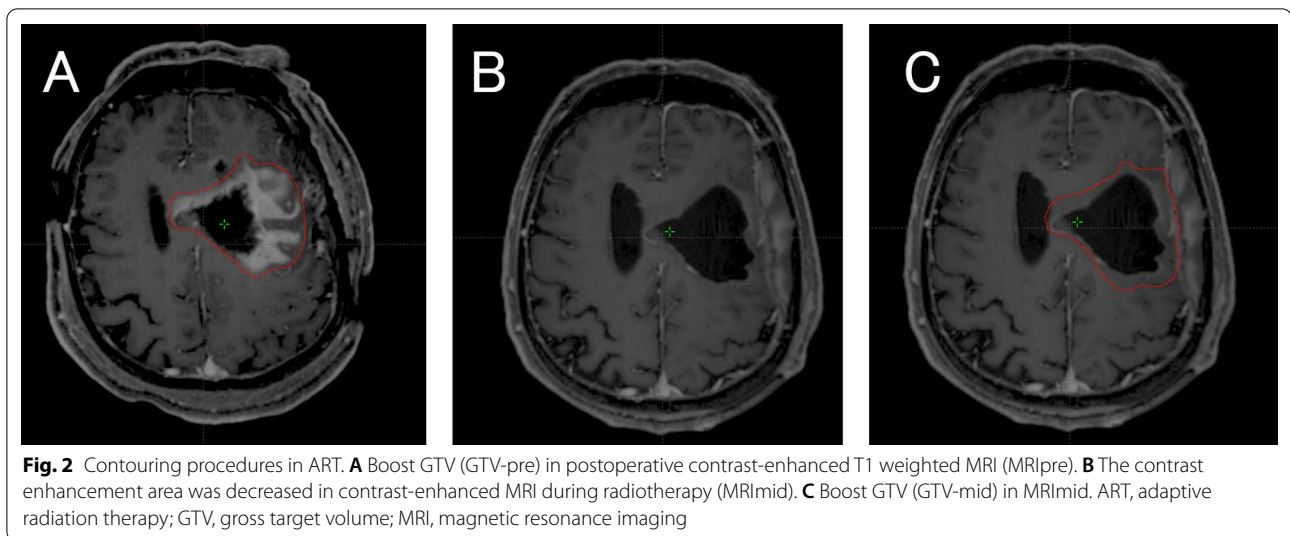 A
B
C
Fig. 2 Contouring procedures in ART. A Boost GTV (GTV-pre) in postoperative contrast-enhanced T1 weighted MRI (MRIpre). B The contrast
enhancement area was decreased in contrast-enhanced MRI during radiotherapy (MRImid). C Boost GTV (GTV-mid) in MRImid. ART, adaptive
radiation therapy; GTV, gross target volume; MRI, magnetic resonance imaging